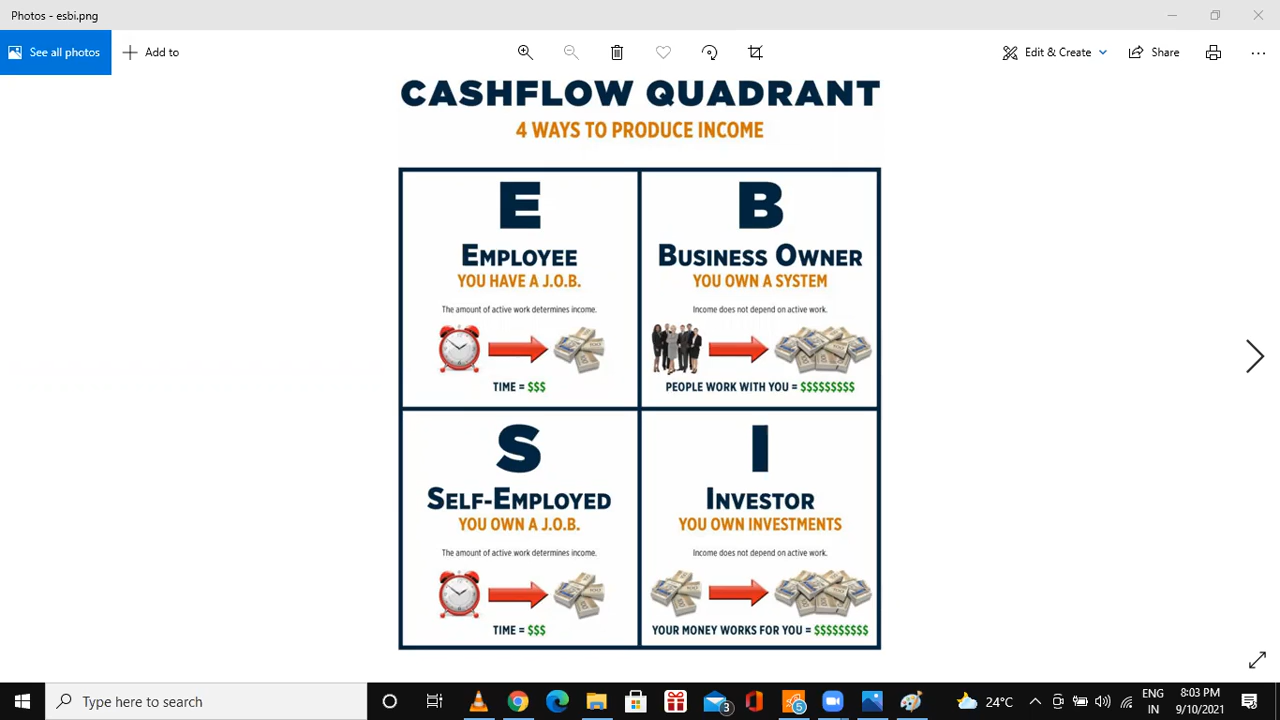 Photos - esbi.png
See all photos
Add to
Edit & Create
Share
CASHFLOW QUADRANT
4 WAYS TO PRODUCE INCOME
E
EMPLOYEE
YOU HAVE A J.O.B.
The amount of active work determines income.
TIME = $$$
B
BUSINESS OWNER
YOU OWN A SYSTEM
Income does not depend on active work.
PEOPLE WORK WITH YOU = $$$$$$$$$
S
SELF-EMPLOYED
YOU OWN A J.O.B.
The amount of active work determines income.
TIME = $$$
I
INVESTOR
YOU OWN INVESTMENTS
Income does not depend on active work.
YOUR MONEY WORKS FOR YOU = $$$$$$$$$
Type here to search
3
5
24°C
ENG
IN
8:03 PM
9/10/2021